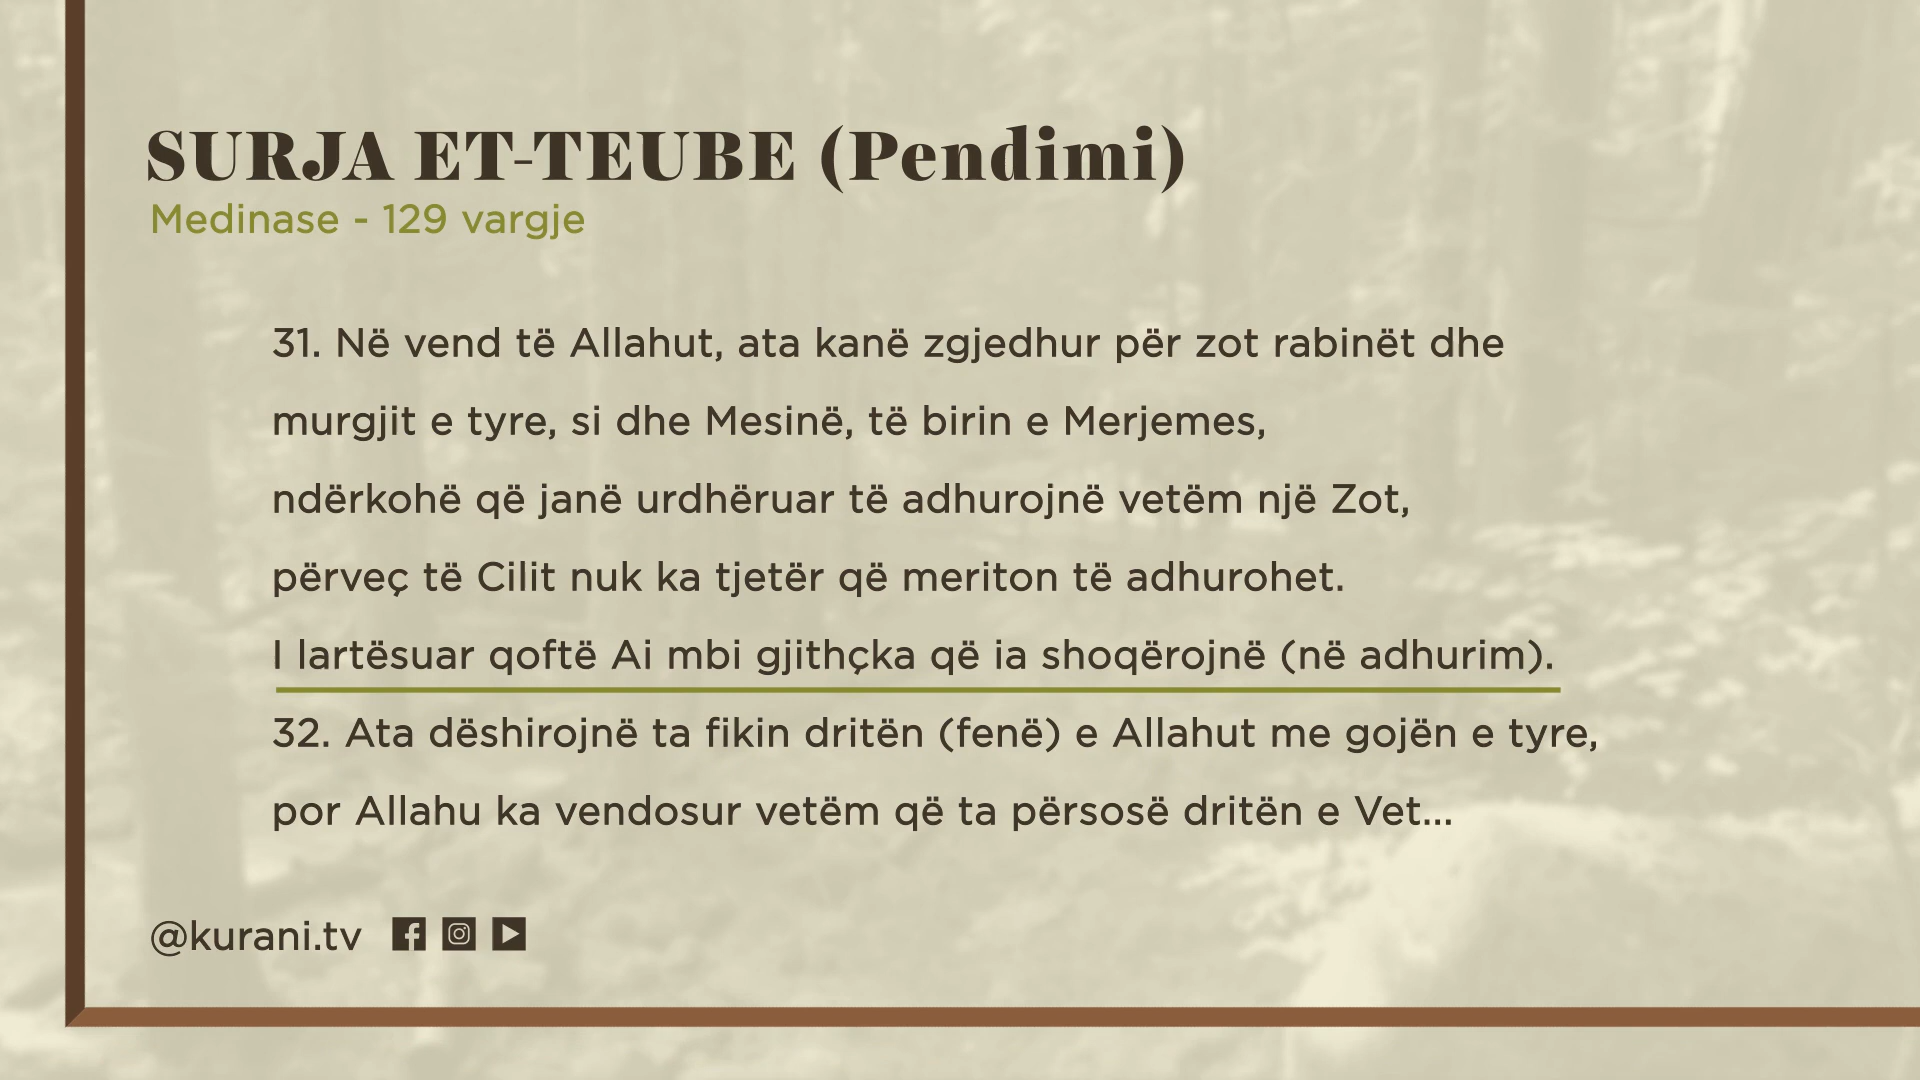 SURJA ET-TEUBE (Pendimi)
Medinase - 129 vargje
31. Në vend të Allahut, ata kanë zgjedhur për zot rabinët dhe
murgjit e tyre, si dhe Mesinë, të birin e Merjemes,
ndërkohë që janë urdhëruar të adhurojnë vetëm një Zot,
përveç të Cilit nuk ka tjetër që meriton të adhurohet.
I lartësuar qoftë Ai mbi gjithçka që ia shoqërojnë (në adhurim).
32. Ata dëshirojnë ta fikin dritën (fenë) e Allahut me gojën e tyre,
por Allahu ka vendosur vetëm që ta përsosë dritën e Vet...
@kurani.tv